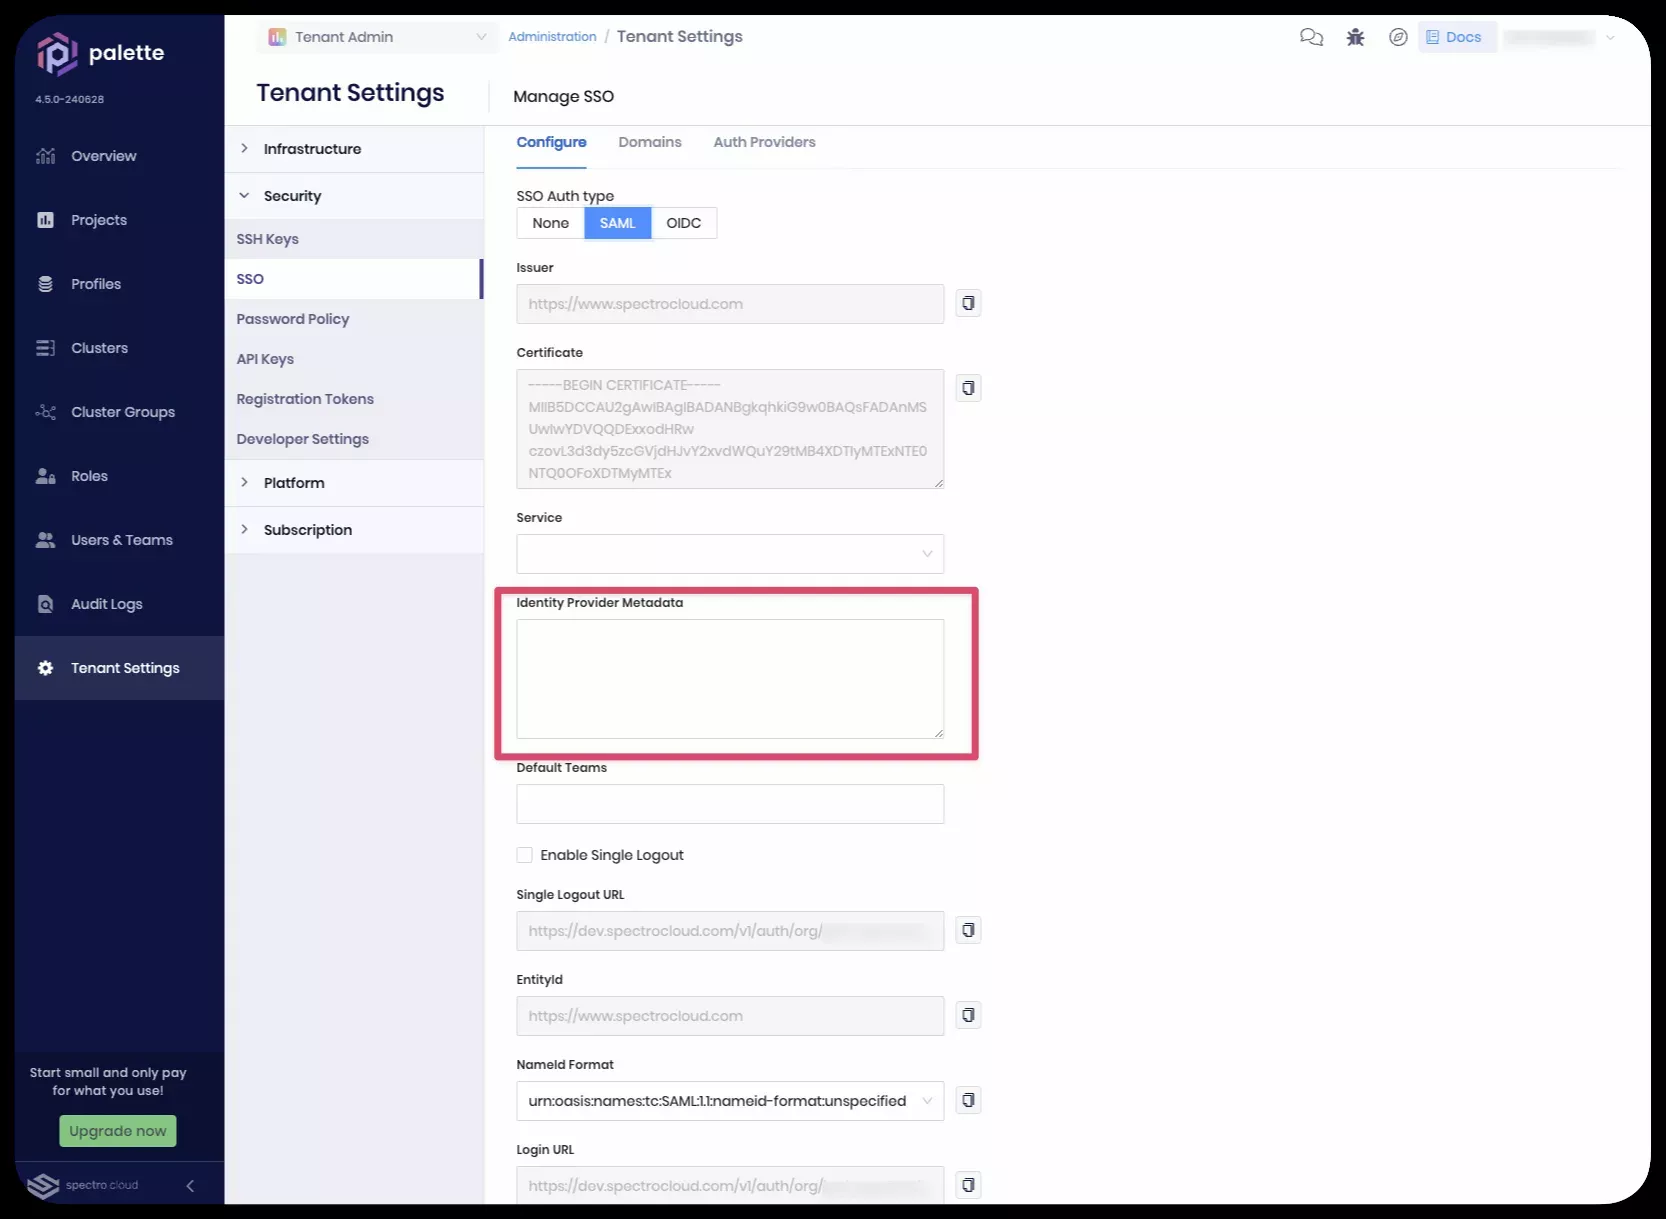 palette
4.5.0-240628
Overview
Projects
Profiles
Clusters
Cluster Groups
Roles
Users & Teams
Audit Logs
Tenant Settings
Start small and only pay
for what you use!
Upgrade now
spectro cloud
Tenant Admin
Administration / Tenant Settings
Docs
Tenant Settings
Infrastructure
Security
SSH Keys
SSO
Password Policy
API Keys
Registration Tokens
Developer Settings
Platform
Subscription
Manage SSO
Configure Domains Auth Providers
SSO Auth type
None SAML OIDC
Issuer
https://www.spectrocloud.com
Certificate
-----BEGIN CERTIFICATE-----
MIIB5DCCAU2gAwIBAgIBADANBgkqhkiG9w0BAQsFADAnMS
UwIwYDVQQDExxodHRw
czovL3d3dy5zcGVjdHJvY2xvdWQuY29tMB4XDTIyMTExNTE0
NTQ0OFoXDTMyMTEx
Service
Identity Provider Metadata
Default Teams
Enable Single Logout
Single Logout URL
https://dev.spectrocloud.com/v1/auth/org/
EntityId
https://www.spectrocloud.com
NameId Format
urn:oasis:names:tc:SAML:1.1:nameid-format:unspecified
Login URL
https://dev.spectrocloud.com/v1/auth/org/